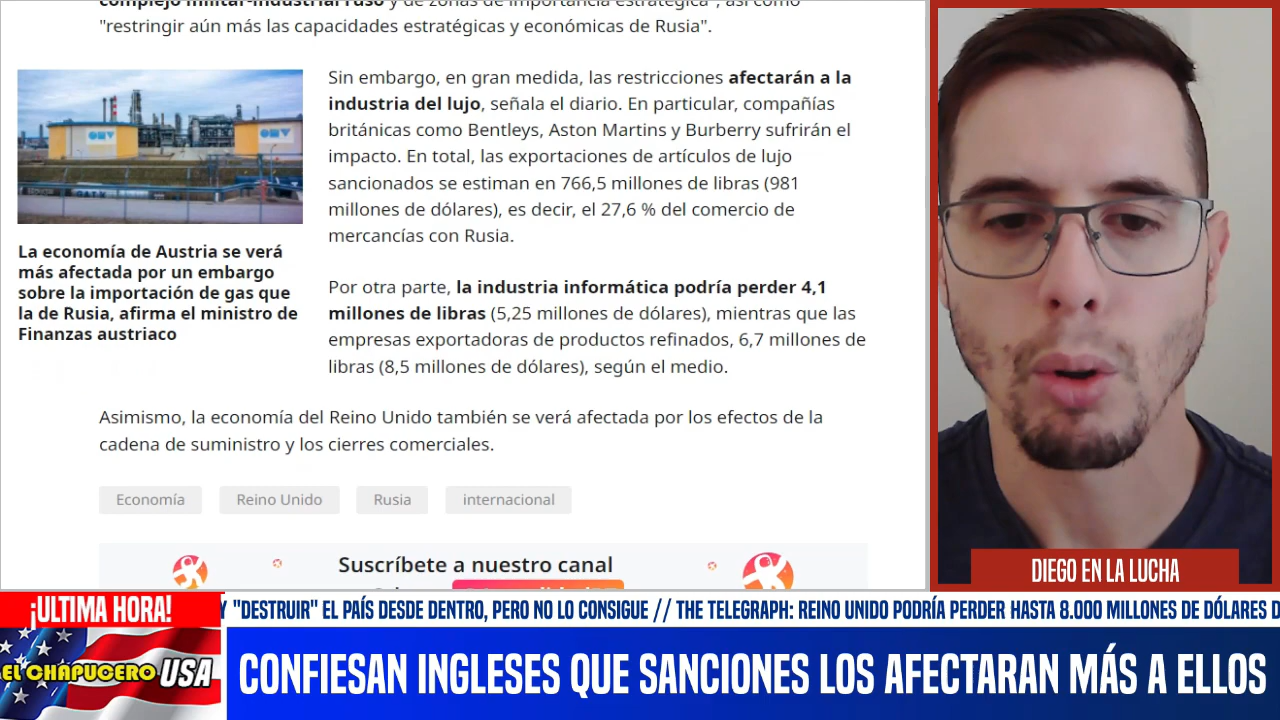 complejo militar-industrial ruso y de zonas de importancia estratégica", así como
"restringir aún más las capacidades estratégicas y económicas de Rusia".
OMV
OMV
La economía de Austria se verá
más afectada por un embargo
sobre la importación de gas que
la de Rusia, afirma el ministro de
Finanzas austriaco
Sin embargo, en gran medida, las restricciones afectarán a la
industria del lujo, señala el diario. En particular, compañías
británicas como Bentleys, Aston Martins y Burberry sufrirán el
impacto. En total, las exportaciones de artículos de lujo
sancionados se estiman en 766,5 millones de libras (981
millones de dólares), es decir, el 27,6 % del comercio de
mercancías con Rusia.
Por otra parte, la industria informática podría perder 4,1
millones de libras (5,25 millones de dólares), mientras que las
empresas exportadoras de productos refinados, 6,7 millones de
libras (8,5 millones de dólares), según el medio.
Asimismo, la economía del Reino Unido también se verá afectada por los efectos de la
cadena de suministro y los cierres comerciales.
Economía
Reino Unido
Rusia
internacional
Suscríbete a nuestro canal
DIEGO EN LA LUCHA
¡ULTIMA HORA!
Y "DESTRUIR" EL PAÍS DESDE DENTRO, PERO NO LO CONSIGUE // THE TELEGRAPH: REINO UNIDO PODRÍA PERDER HASTA 8.000 MILLONES DE DÓLARES D
EL CHAPUCERO USA
CONFIESAN INGLESES QUE SANCIONES LOS AFECTARAN MÁS A ELLOS